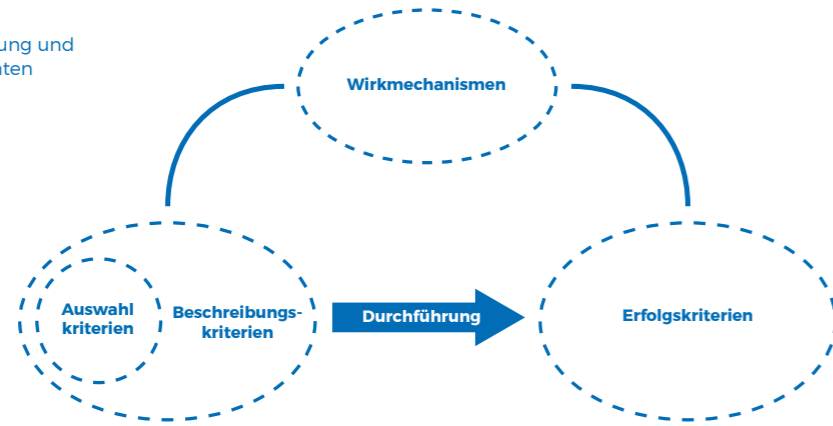 ung und
ten
Wirkmechanismen
Auswahl
kriterien
Beschreibungs-
kriterien
Durchführung
Erfolgskriterien